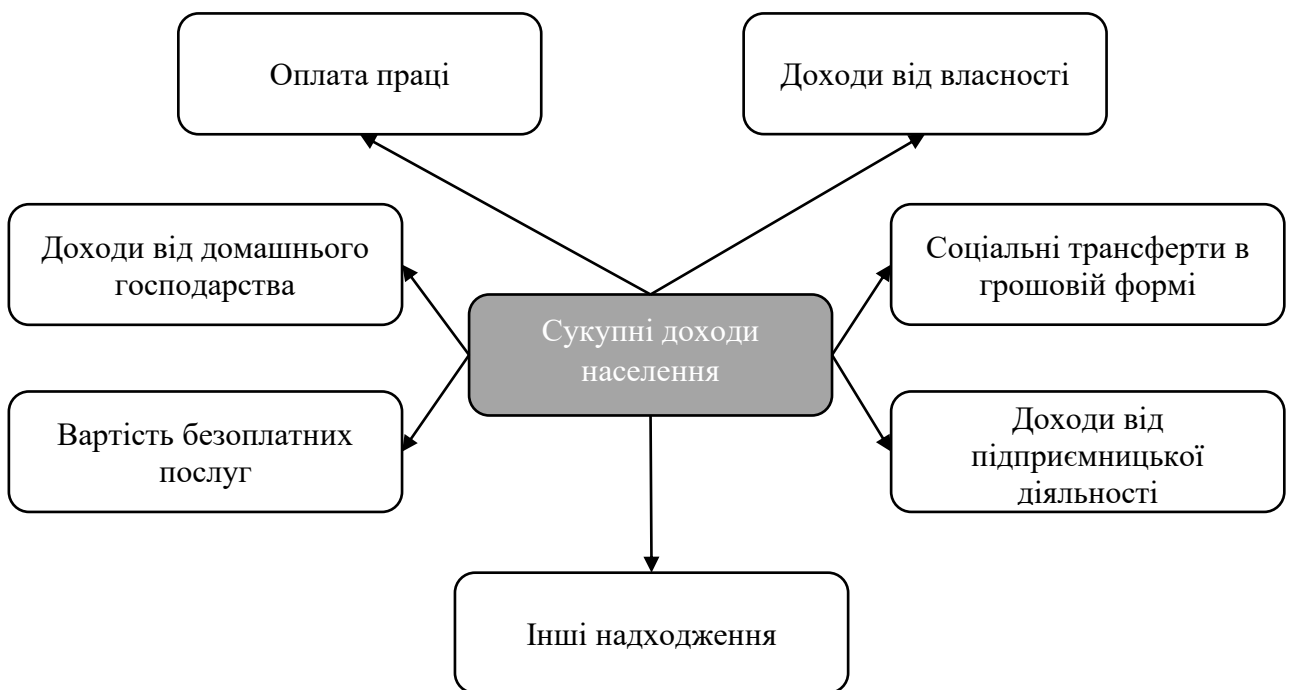 Оплата праці
Доходи від власності
Доходи від домашнього
господарства
Соціальні трансферти в
грошовій формі
Сукупні доходи
населення
Вартість безоплатних
послуг
Доходи від
підприємницької
діяльності
Інші надходження